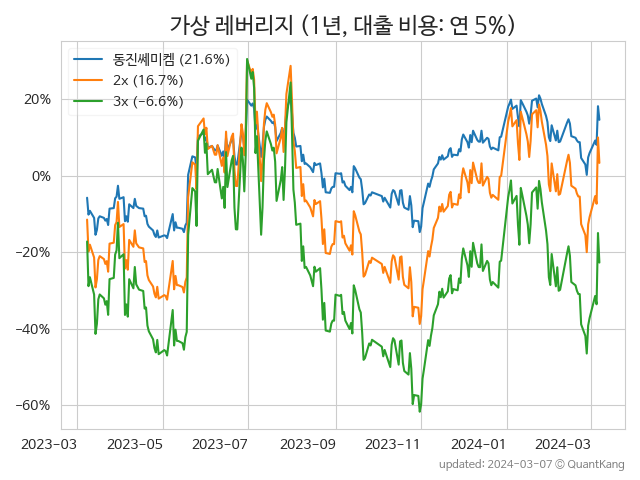 가상 레버리지 (1년, 대출 비용: 연 5%)
동진쎄미켐 (21.6%)
2x (16.7%)
3x (−6.6%)
20%
0%
−20%
−40%
−60%
2023-03 2023-05 2023-07 2023-09 2023-11 2024-01 2024-03
updated: 2024-03-07 © QuantKang